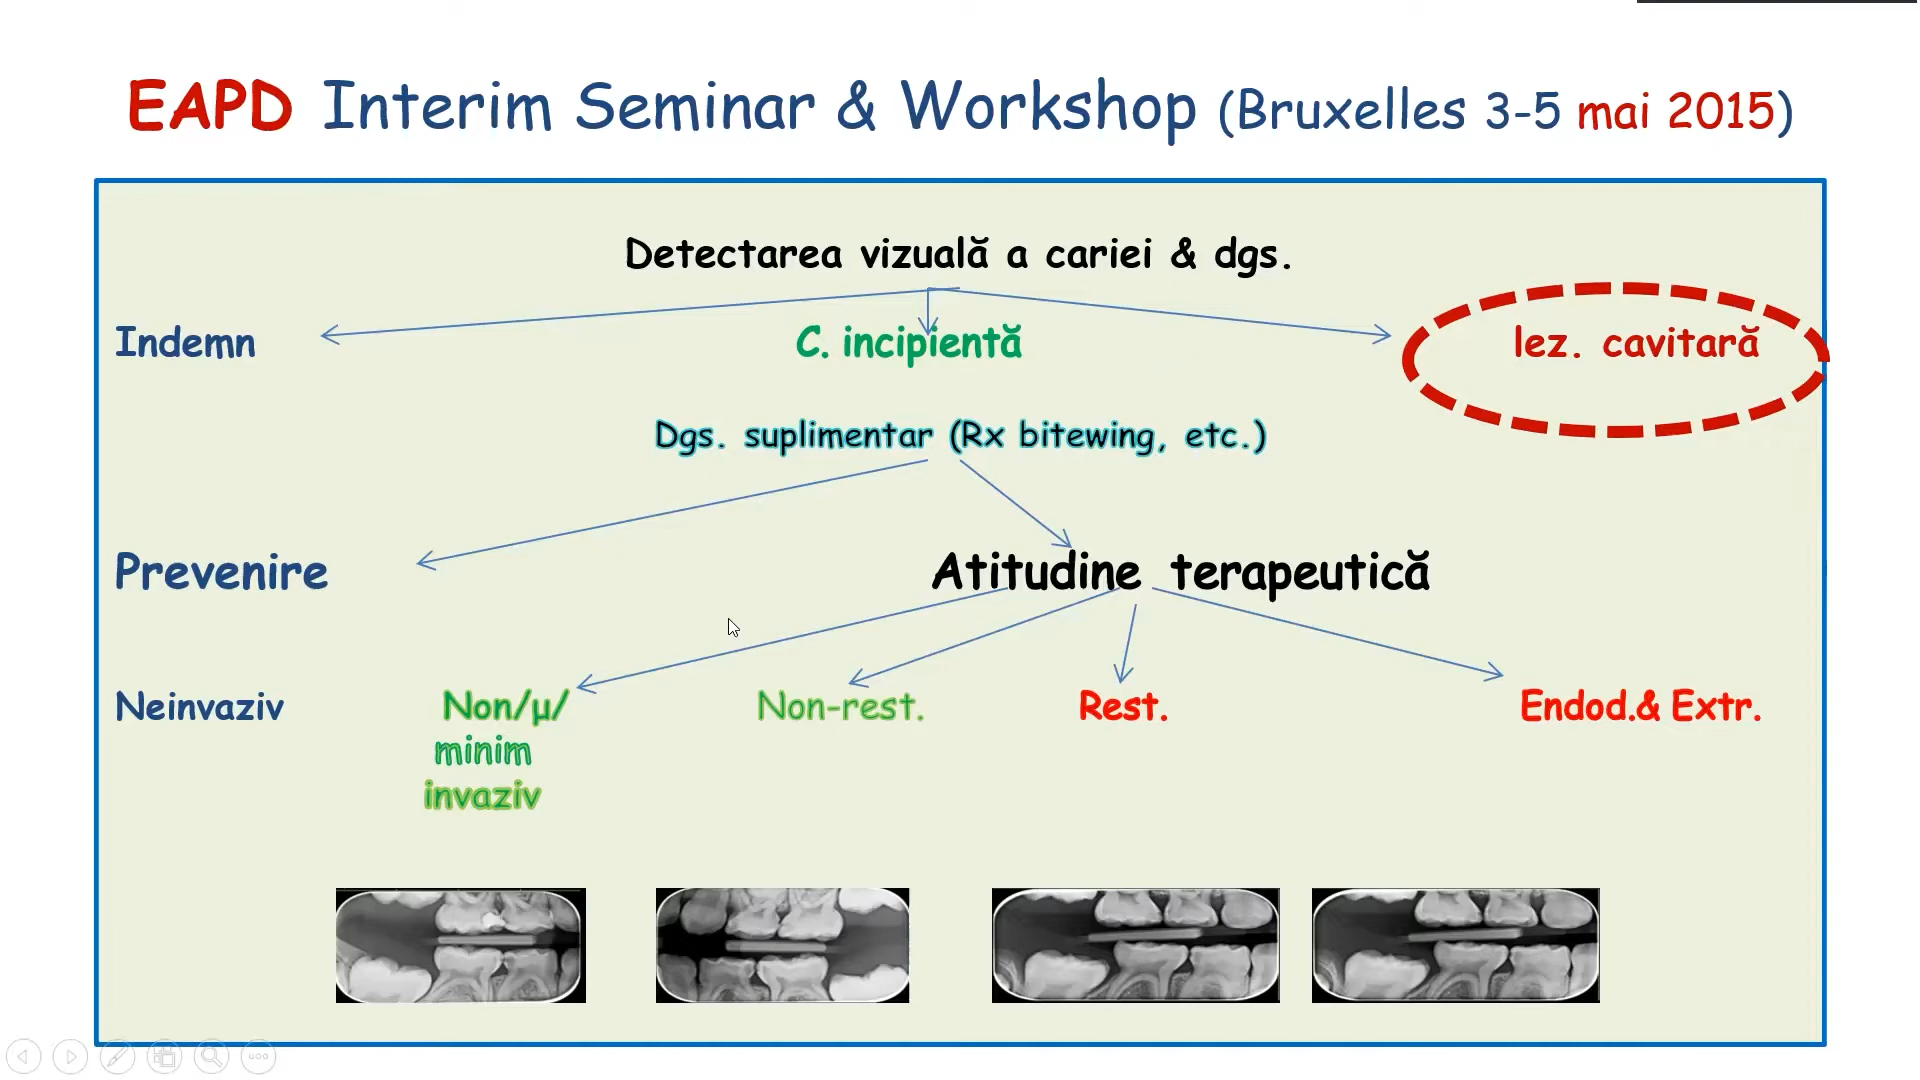 EAPD Interim Seminar & Workshop (Bruxelles 3-5 mai 2015)
Detectarea vizuală a cariei & dgs.
Indemn C. incipientă lez. cavitară
Dgs. suplimentar (Rx bitewing, etc.)
Prevenire Atitudine terapeutică
Neinvaziv Non/μ/ Non-rest. Rest. Endod.& Extr.
minim
invaziv